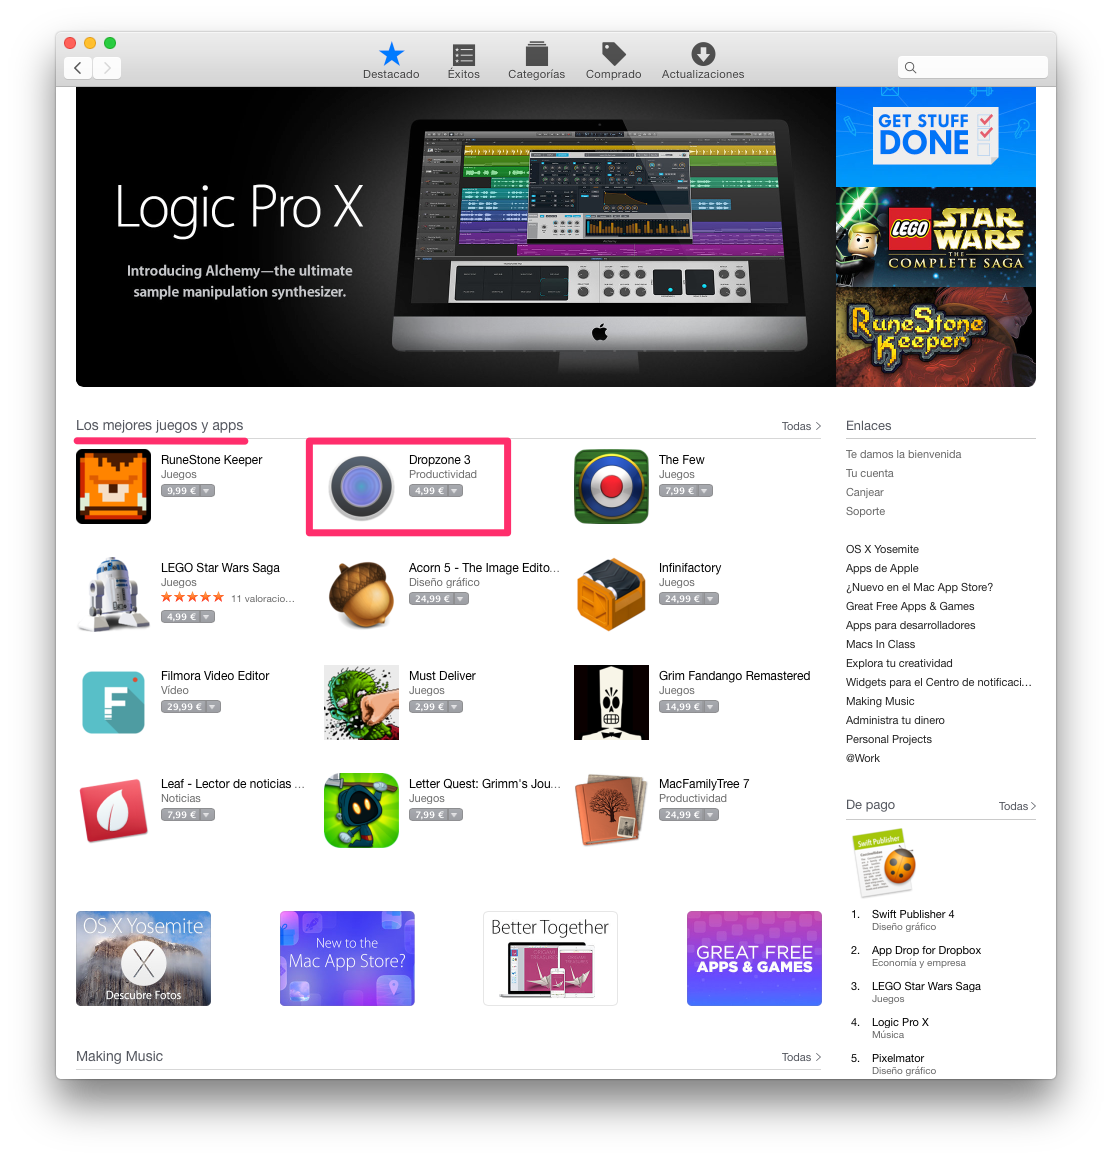 Destacado
Éxitos
Categorías
Comprado
Actualizaciones
Logic Pro X
Introducing Alchemy—the ultimate
sample manipulation synthesizer.
GET STUFF
DONE
LEGO STAR WARS
THE
COMPLETE SAGA
RuneStone
Keeper
Los mejores juegos y apps
Todas
RuneStone Keeper
Juegos
9,99 €
Dropzone 3
Productividad
4,99 €
The Few
Juegos
7,99 €
LEGO Star Wars Saga
Juegos
11 valoracio...
4,99 €
Acorn 5 - The Image Edito...
Diseño gráfico
24,99 €
Infinifactory
Juegos
24,99 €
Filmora Video Editor
Vídeo
29,99 €
Must Deliver
Juegos
2,99 €
Grim Fandango Remastered
Juegos
14,99 €
Leaf - Lector de noticias ...
Noticias
7,99 €
Letter Quest: Grimm's Jou...
Juegos
7,99 €
MacFamilyTree 7
Productividad
24,99 €
OS X Yosemite
Descubre Fotos
New to the
Mac App Store?
Better Together
GREAT FREE
APPS & GAMES
Making Music
Todas
Enlaces
Te damos la bienvenida
Tu cuenta
Canjear
Soporte
OS X Yosemite
Apps de Apple
¿Nuevo en el Mac App Store?
Great Free Apps & Games
Apps para desarrolladores
Macs In Class
Explora tu creatividad
Widgets para el Centro de notificaci...
Making Music
Administra tu dinero
Personal Projects
@Work
De pago
Todas
Swift Publisher
1. Swift Publisher 4
Diseño gráfico
2. App Drop for Dropbox
Economía y empresa
3. LEGO Star Wars Saga
Juegos
4. Logic Pro X
Música
5. Pixelmator
Diseño gráfico